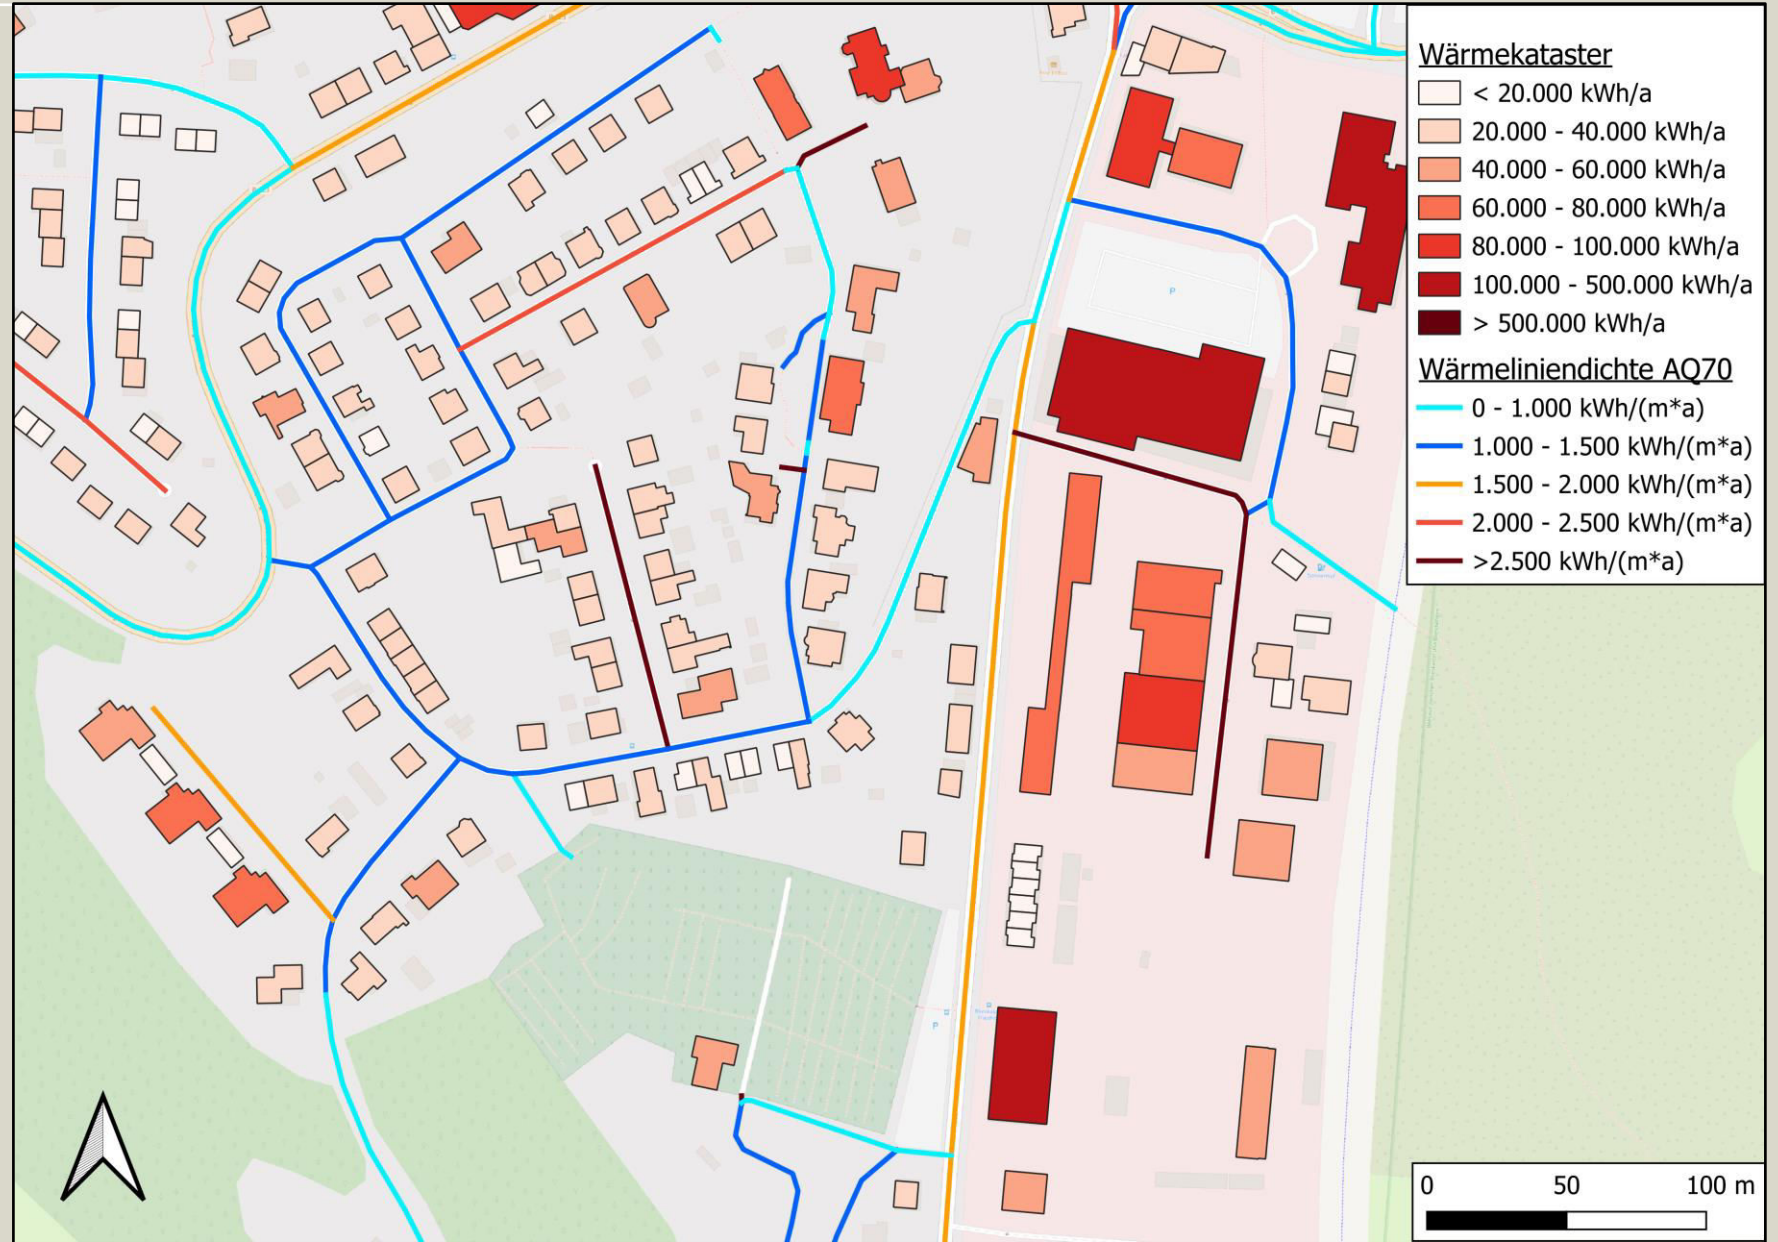 Wärmekataster
< 20.000 kWh/a
20.000 - 40.000 kWh/a
40.000 - 60.000 kWh/a
60.000 - 80.000 kWh/a
80.000 - 100.000 kWh/a
100.000 - 500.000 kWh/a
> 500.000 kWh/a
Wärmeliniendichte AQ70
0 - 1.000 kWh/(m*a)
1.000 - 1.500 kWh/(m*a)
1.500 - 2.000 kWh/(m*a)
2.000 - 2.500 kWh/(m*a)
>2.500 kWh/(m*a)
P
P
0 50 100 m